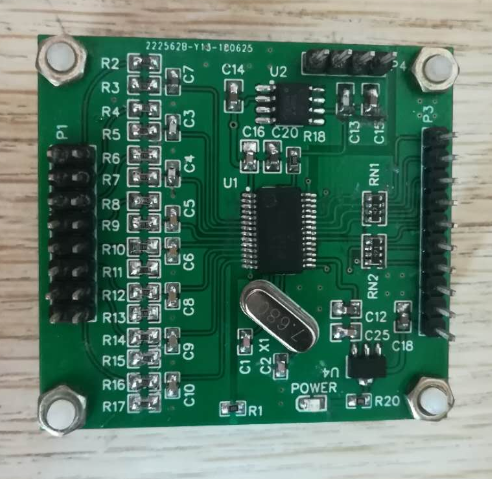 222562B-Y13-180625
R2
R3
C7
R4
R5
C3
R6
R7
C4
R8
R9
C5
R10
R11
C6
R12
R13
C8
R14
R15
C9
R16
R17
C10
P1
C14
U2
P4
C16
C20
R18
C13
C15
P3
U1
RN1
RN2
7.68
C12
C25
C18
C1
C2
X1
U4
POWER
R1
R20